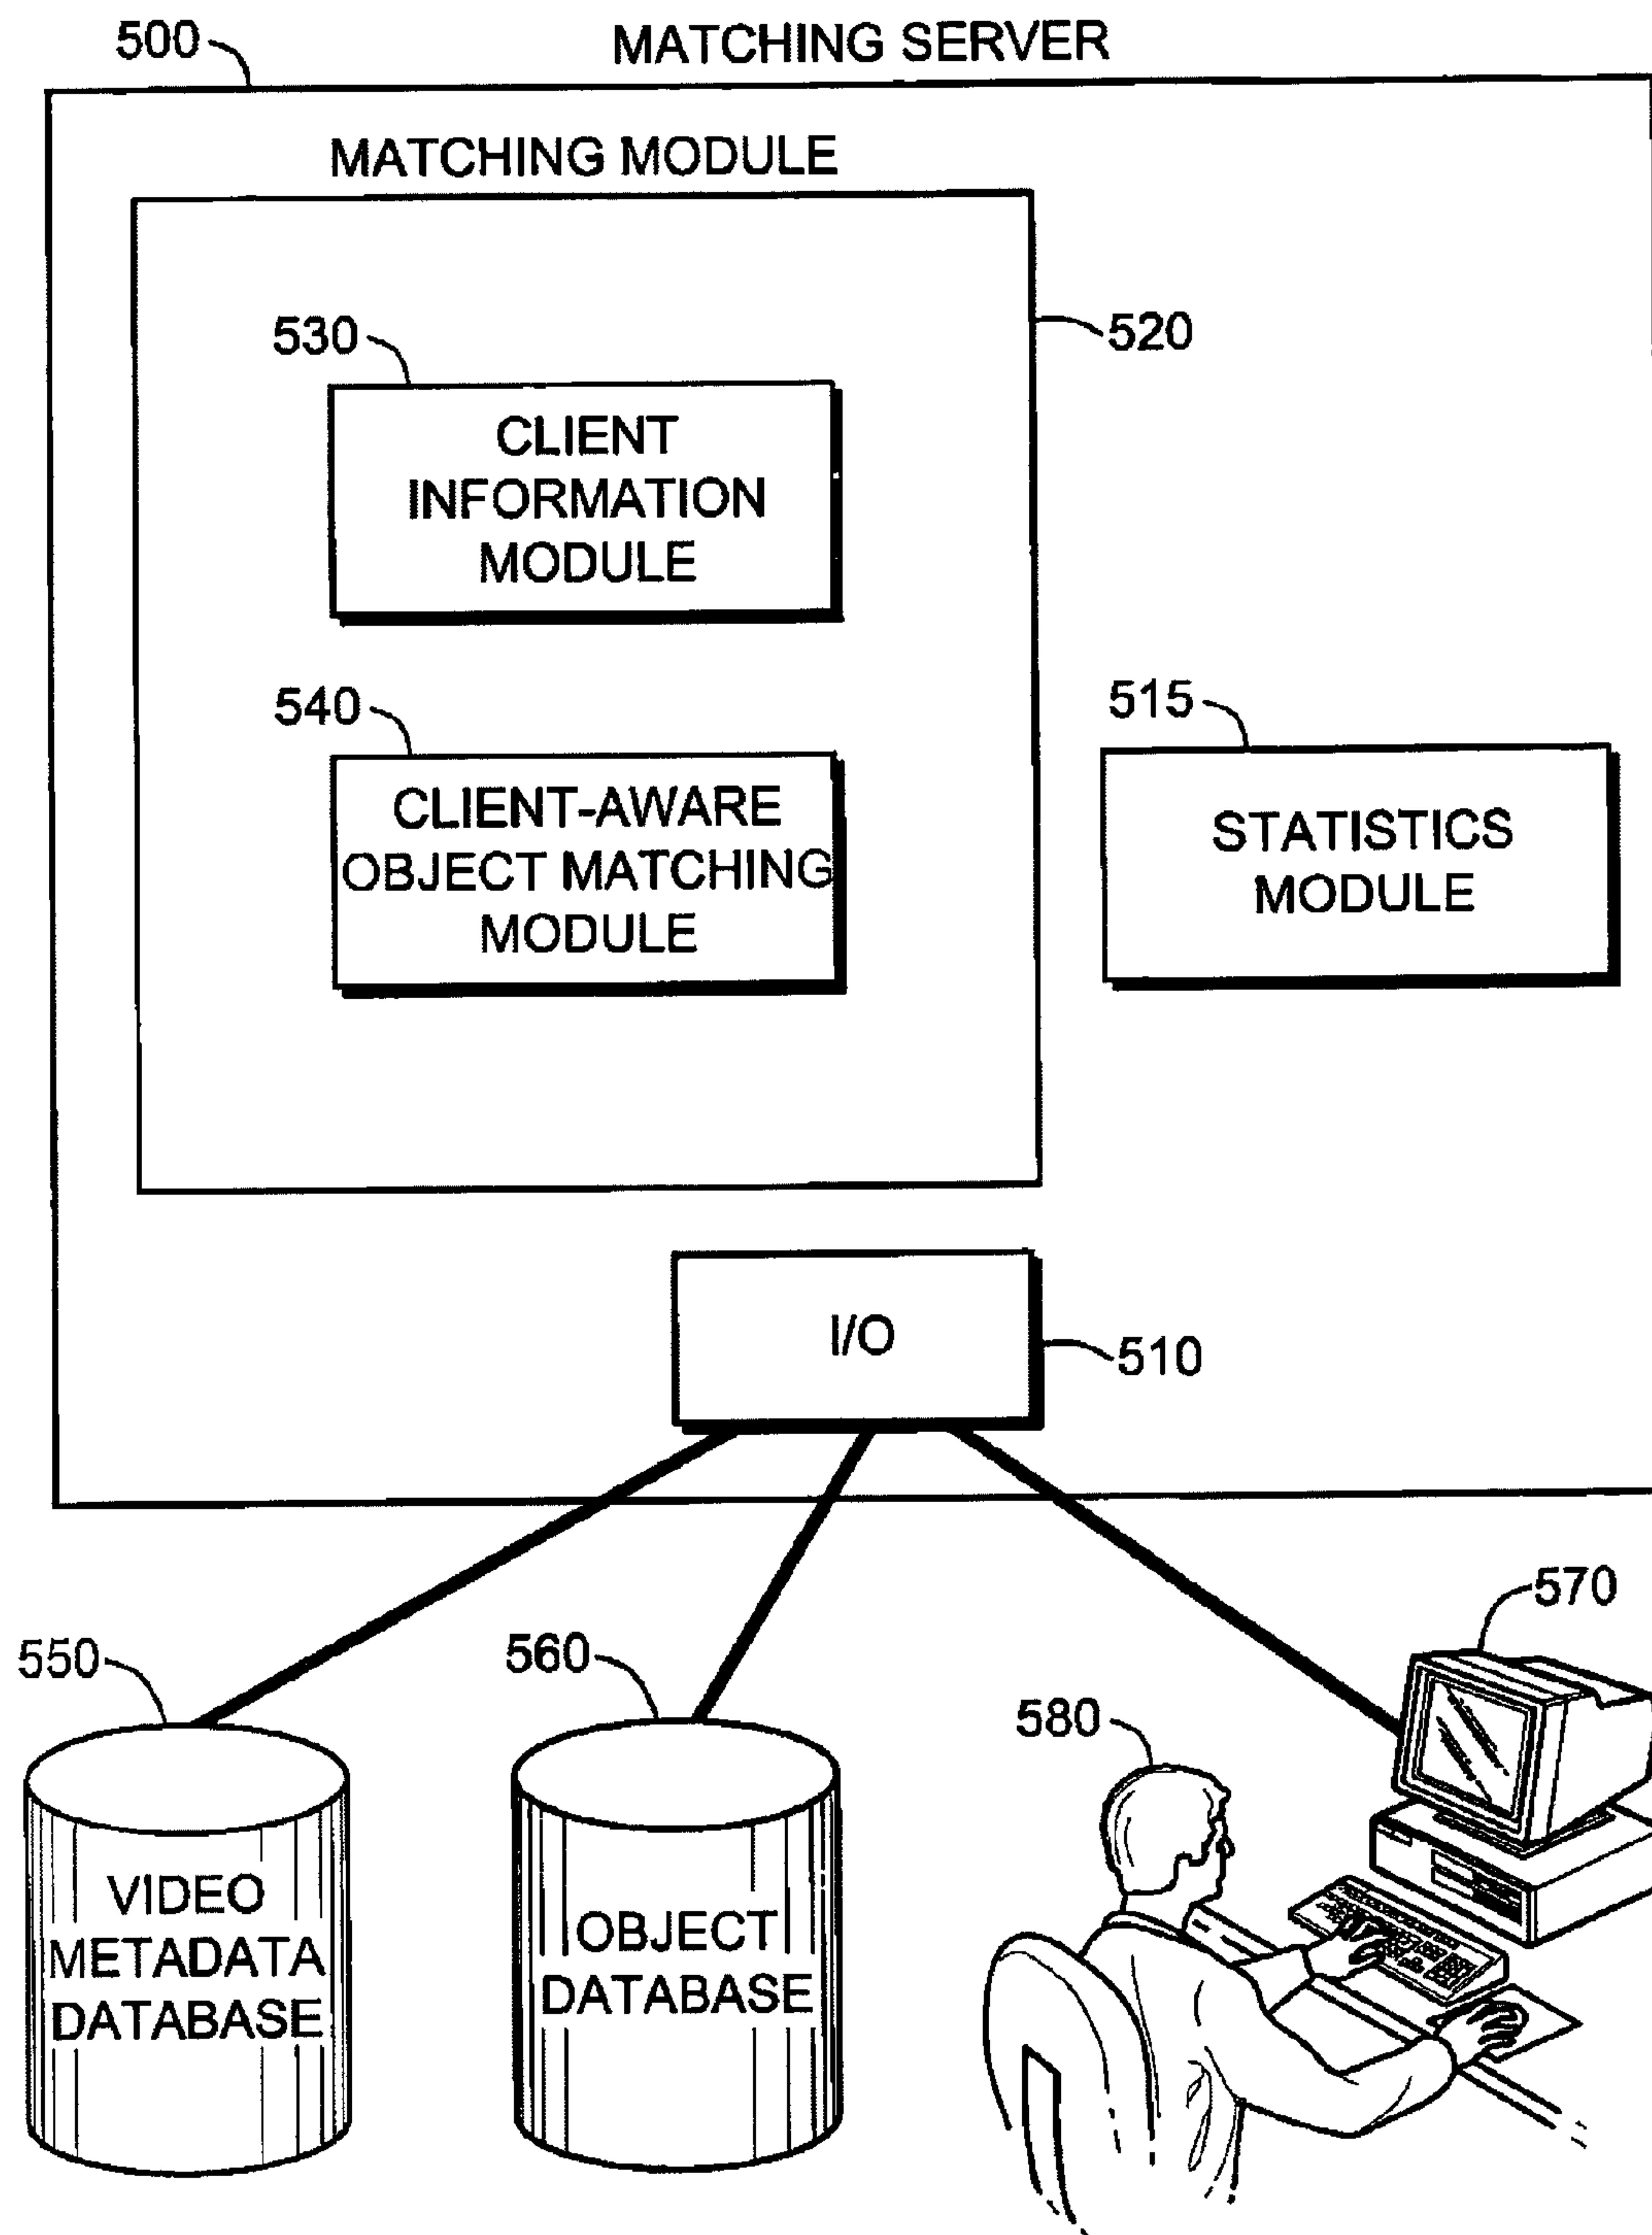 500
MATCHING SERVER
MATCHING MODULE
530
520
CLIENT
INFORMATION
MODULE
540
515
CLIENT-AWARE
OBJECT MATCHING
MODULE
STATISTICS
MODULE
I/O
510
570
550
560
580
VIDEO
METADATA
DATABASE
OBJECT
DATABASE